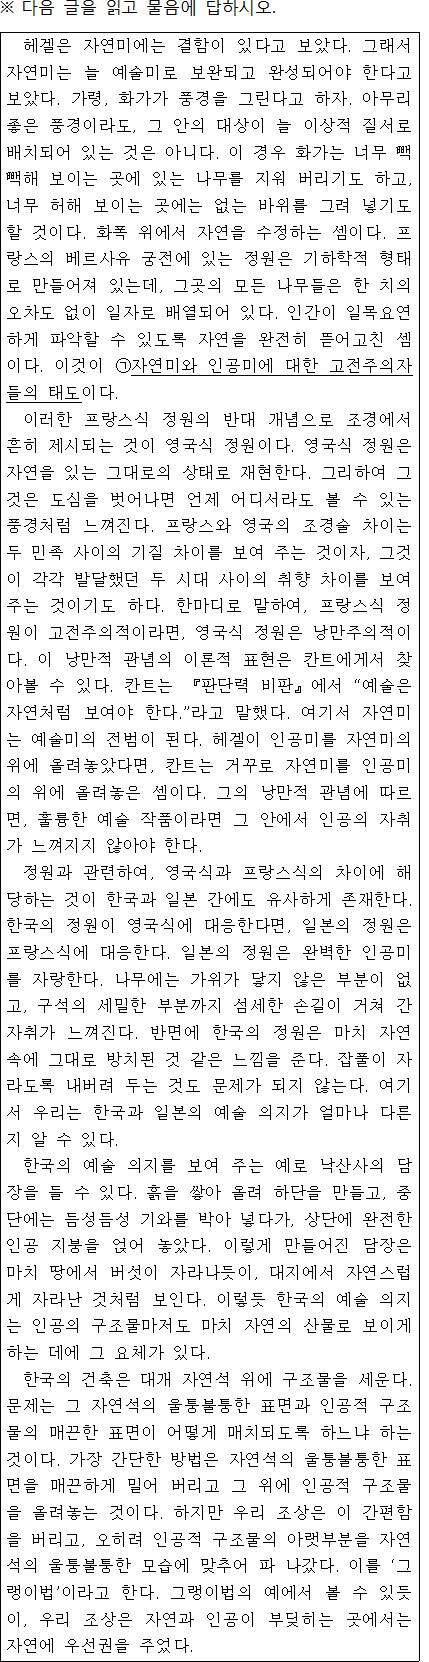 ※ 다음 글을 읽고 물음에 답하시오.
헤겔은 자연미에는 결함이 있다고 보았다. 그래서
자연미는 늘 예술미로 보완되고 완성되어야 한다고
보았다. 가령, 화가가 풍경을 그린다고 하자. 아무리
좋은 풍경이라도, 그 안의 대상이 늘 이상적 질서로
배치되어 있는 것은 아니다. 이 경우 화가는 너무 빽
빽해 보이는 곳에 있는 나무를 지워 버리기도 하고,
너무 허해 보이는 곳에는 없는 바위를 그려 넣기도
할 것이다. 화폭 위에서 자연을 수정하는 셈이다. 프
랑스의 베르사유 궁전에 있는 정원은 기하학적 형태
로 만들어져 있는데, 그곳의 모든 나무들은 한 치의
오차도 없이 일자로 배열되어 있다. 인간이 일목요연
하게 파악할 수 있도록 자연을 완전히 뜯어고친 셈
이다. 이것이 ㉠자연미와 인공미에 대한 고전주의자
들의 태도이다.
이러한 프랑스식 정원의 반대 개념으로 조경에서
흔히 제시되는 것이 영국식 정원이다. 영국식 정원은
자연을 있는 그대로의 상태로 재현한다. 그리하여 그
것은 도심을 벗어나면 언제 어디서라도 볼 수 있는
풍경처럼 느껴진다. 프랑스와 영국의 조경술 차이는
두 민족 사이의 기질 차이를 보여 주는 것이자, 그것
이 각각 발달했던 두 시대 사이의 취향 차이를 보여
주는 것이기도 하다. 한마디로 말하여, 프랑스식 정
원이 고전주의적이라면, 영국식 정원은 낭만주의적이
다. 이 낭만적 관념의 이론적 표현은 칸트에게서 찾
아볼 수 있다. 칸트는 『판단력 비판』에서 “예술은
자연처럼 보여야 한다.”라고 말했다. 여기서 자연미
는 예술미의 전범이 된다. 헤겔이 인공미를 자연미의
위에 올려놓았다면, 칸트는 거꾸로 자연미를 인공미
의 위에 올려놓은 셈이다. 그의 낭만적 관념에 따르
면, 훌륭한 예술 작품이라면 그 안에서 인공의 자취
가 느껴지지 않아야 한다.
정원과 관련하여, 영국식과 프랑스식의 차이에 해
당하는 것이 한국과 일본 간에도 유사하게 존재한다.
한국의 정원이 영국식에 대응한다면, 일본의 정원은
프랑스식에 대응한다. 일본의 정원은 완벽한 인공미
를 자랑한다. 나무에는 가위가 닿지 않은 부분이 없
고, 구석의 세밀한 부분까지 섬세한 손길이 거쳐 간
자취가 느껴진다. 반면에 한국의 정원은 마치 자연
속에 그대로 방치된 것 같은 느낌을 준다. 잡풀이 자
라도록 내버려 두는 것도 문제가 되지 않는다. 여기
서 우리는 한국과 일본의 예술 의지가 얼마나 다른
지 알 수 있다.
한국의 예술 의지를 보여 주는 예로 낙산사의 담
장을 들 수 있다. 흙을 쌓아 올려 하단을 만들고, 중
단에는 듬성듬성 기와를 박아 넣다가, 상단에 완전한
인공 지붕을 얹어 놓았다. 이렇게 만들어진 담장은
마치 땅에서 버섯이 자라나듯이, 대지에서 자연스럽
게 자라난 것처럼 보인다. 이렇듯 한국의 예술 의지
는 인공의 구조물마저도 마치 자연의 산물로 보이게
하는 데에 그 요체가 있다.
한국의 건축은 대개 자연석 위에 구조물을 세운다.
문제는 그 자연석의 울퉁불퉁한 표면과 인공적 구조
물의 매끈한 표면이 어떻게 매치되도록 하느냐 하는
것이다. 가장 간단한 방법은 자연석의 울퉁불퉁한 표
면을 매끈하게 밀어 버리고 그 위에 인공적 구조물
을 올려놓는 것이다. 하지만 우리 조상은 이 간편함
을 버리고, 오히려 인공적 구조물의 아랫부분을 자연
석의 울퉁불퉁한 모습에 맞추어 파 나갔다. 이를 ‘그
랭이법’이라고 한다. 그랭이법의 예에서 볼 수 있듯
이, 우리 조상은 자연과 인공이 부딪히는 곳에서는
자연에 우선권을 주었다.